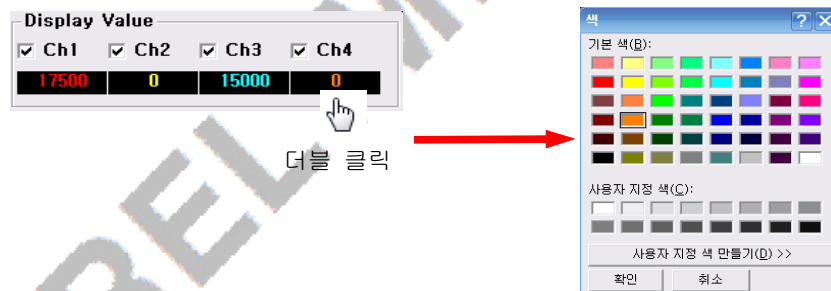 Display Value
Ch1 Ch2 Ch3 Ch4
17500 0 15000 0
더블 클릭
색
기본 색(B):
사용자 지정 색(C):
사용자 지정 색 만들기(D) >>
확인 취소